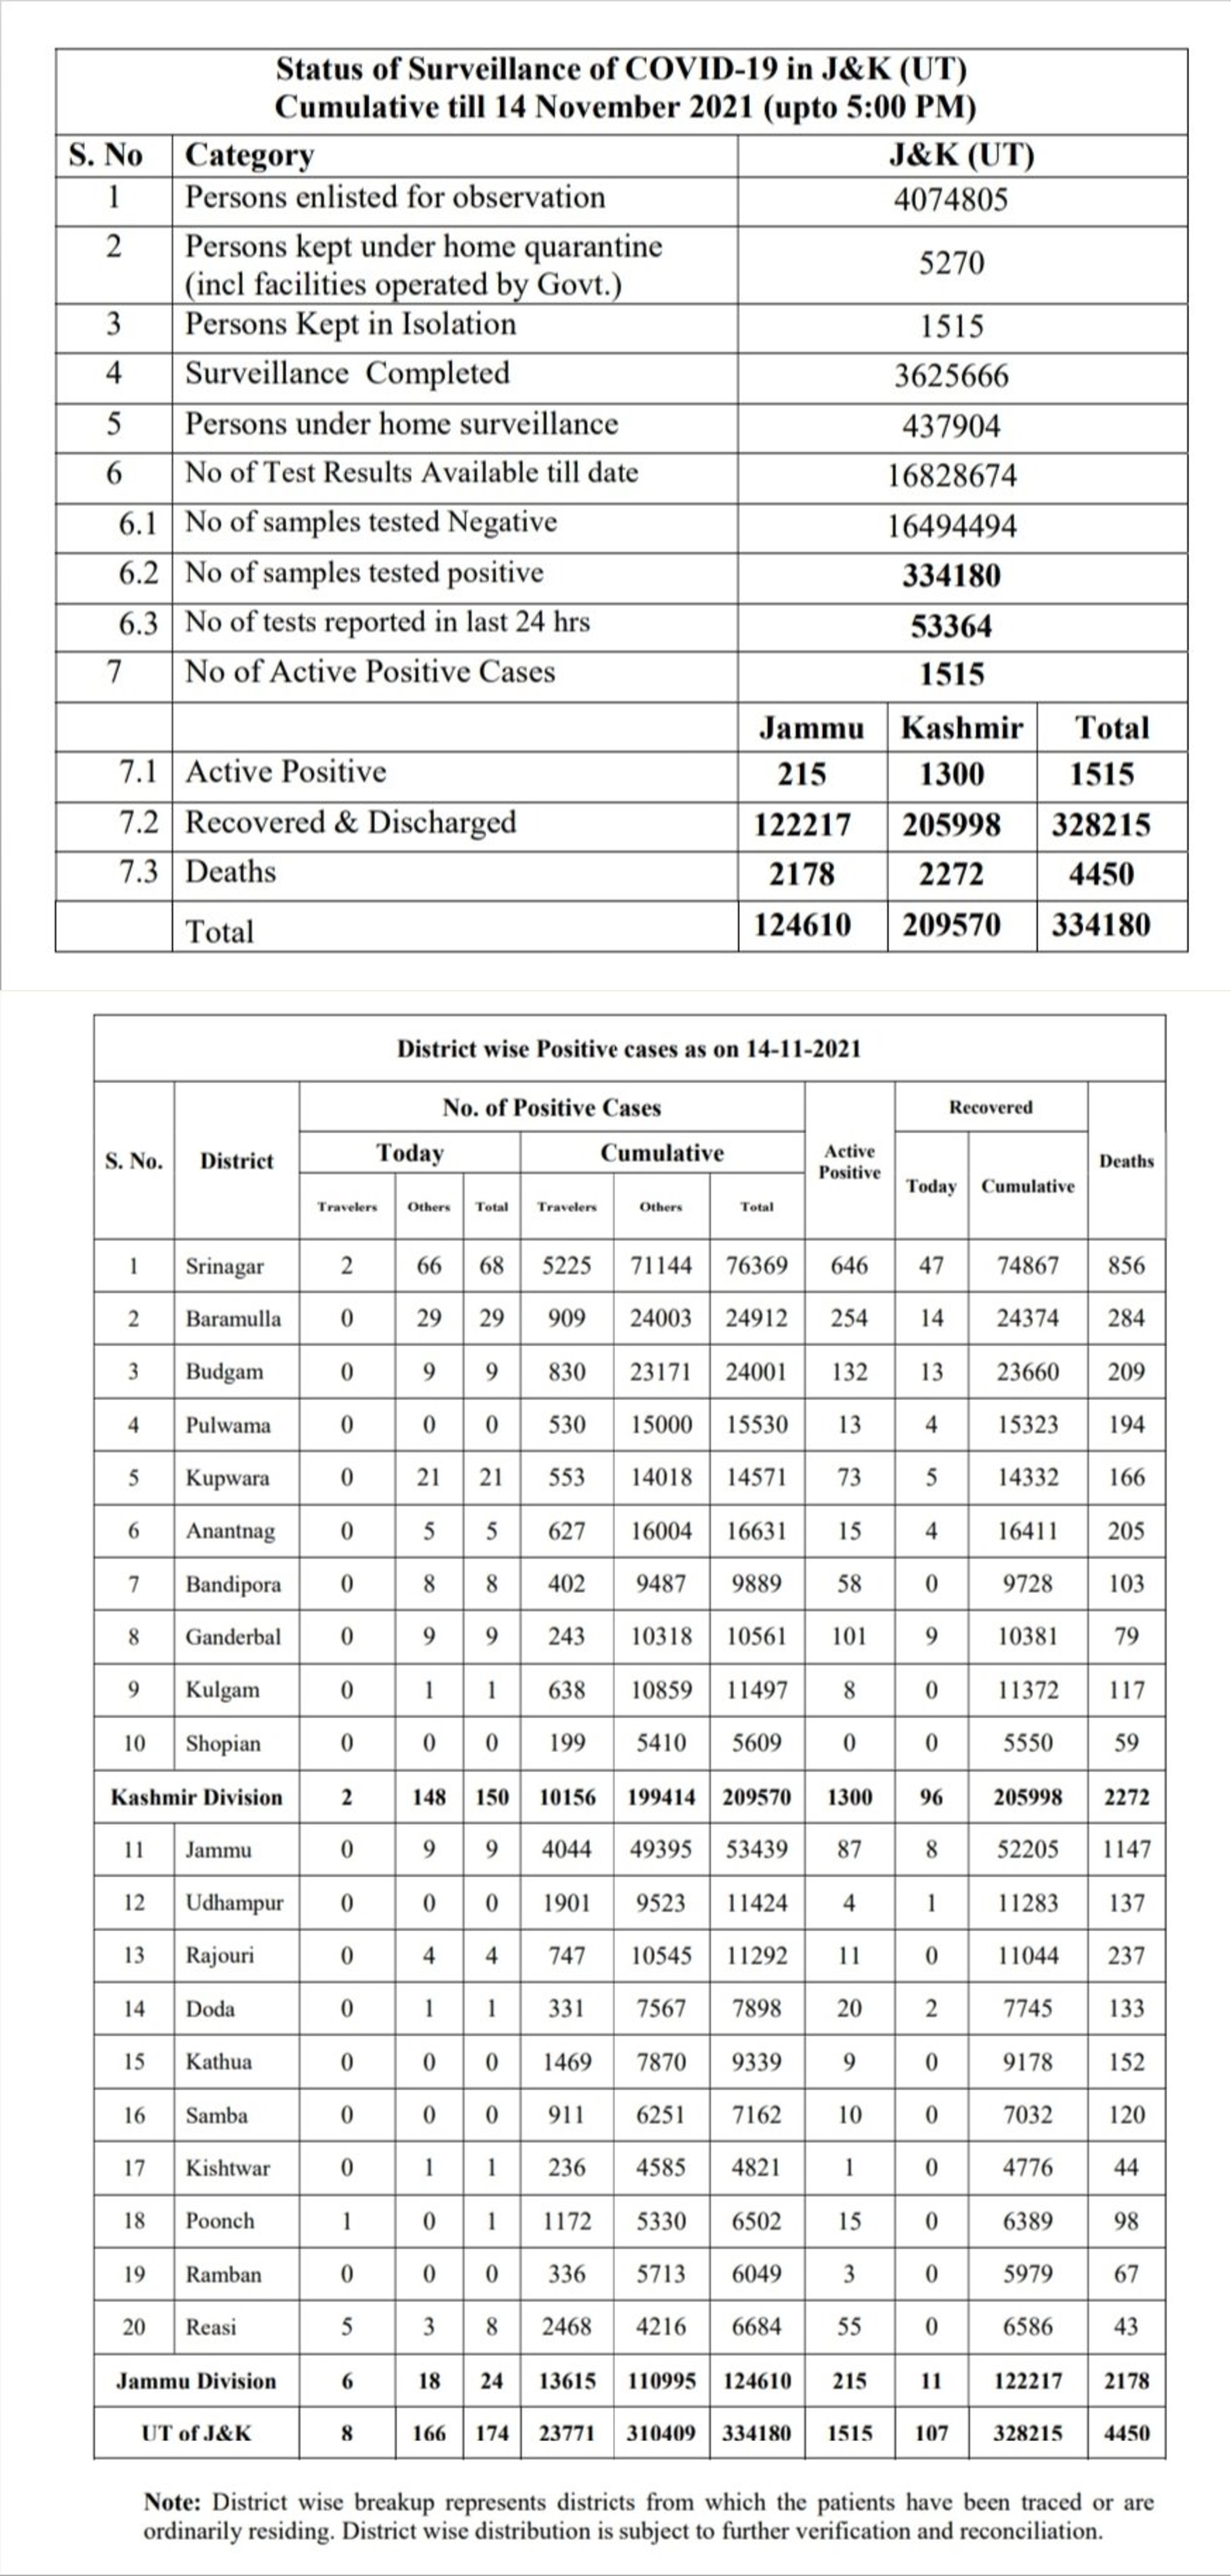 Status of Surveillance of COVID-19 in J&K (UT)
Cumulative till 14 November 2021 (upto 5:00 PM)
S. No Category J&K (UT)
1 Persons enlisted for observation 4074805
2 Persons kept under home quarantine
(incl facilities operated by Govt.) 5270
3 Persons Kept in Isolation 1515
4 Surveillance Completed 3625666
5 Persons under home surveillance 437904
6 No of Test Results Available till date 16828674
6.1 No of samples tested Negative 16494494
6.2 No of samples tested positive 334180
6.3 No of tests reported in last 24 hrs 53364
7 No of Active Positive Cases 1515
Jammu Kashmir Total
7.1 Active Positive 215 1300 1515
7.2 Recovered & Discharged 122217 205998 328215
7.3 Deaths 2178 2272 4450
Total 124610 209570 334180
District wise Positive cases as on 14-11-2021
S. No. District No. of Positive Cases Active Positive Recovered Deaths
Today Cumulative Today Cumulative
Travelers Others Total Travelers Others Total
1 Srinagar 2 66 68 5225 71144 76369 646 47 74867 856
2 Baramulla 0 29 29 909 24003 24912 254 14 24374 284
3 Budgam 0 9 9 830 23171 24001 132 13 23660 209
4 Pulwama 0 0 0 530 15000 15530 13 4 15323 194
5 Kupwara 0 21 21 553 14018 14571 73 5 14332 166
6 Anantnag 0 5 5 627 16004 16631 15 4 16411 205
7 Bandipora 0 8 8 402 9487 9889 58 0 9728 103
8 Ganderbal 0 9 9 243 10318 10561 101 9 10381 79
9 Kulgam 0 1 1 638 10859 11497 8 0 11372 117
10 Shopian 0 0 0 199 5410 5609 0 0 5550 59
Kashmir Division 2 148 150 10156 199414 209570 1300 96 205998 2272
11 Jammu 0 9 9 4044 49395 53439 87 8 52205 1147
12 Udhampur 0 0 0 1901 9523 11424 4 1 11283 137
13 Rajouri 0 4 4 747 10545 11292 11 0 11044 237
14 Doda 0 1 1 331 7567 7898 20 2 7745 133
15 Kathua 0 0 0 1469 7870 9339 9 0 9178 152
16 Samba 0 0 0 911 6251 7162 10 0 7032 120
17 Kishtwar 0 1 1 236 4585 4821 1 0 4776 44
18 Poonch 1 0 1 1172 5330 6502 15 0 6389 98
19 Ramban 0 0 0 336 5713 6049 3 0 5979 67
20 Reasi 5 3 8 2468 4216 6684 55 0 6586 43
Jammu Division 6 18 24 13615 110995 124610 215 11 122217 2178
UT of J&K 8 166 174 23771 310409 334180 1515 107 328215 4450
Note: District wise breakup represents districts from which the patients have been traced or are
ordinarily residing. District wise distribution is subject to further verification and reconciliation.